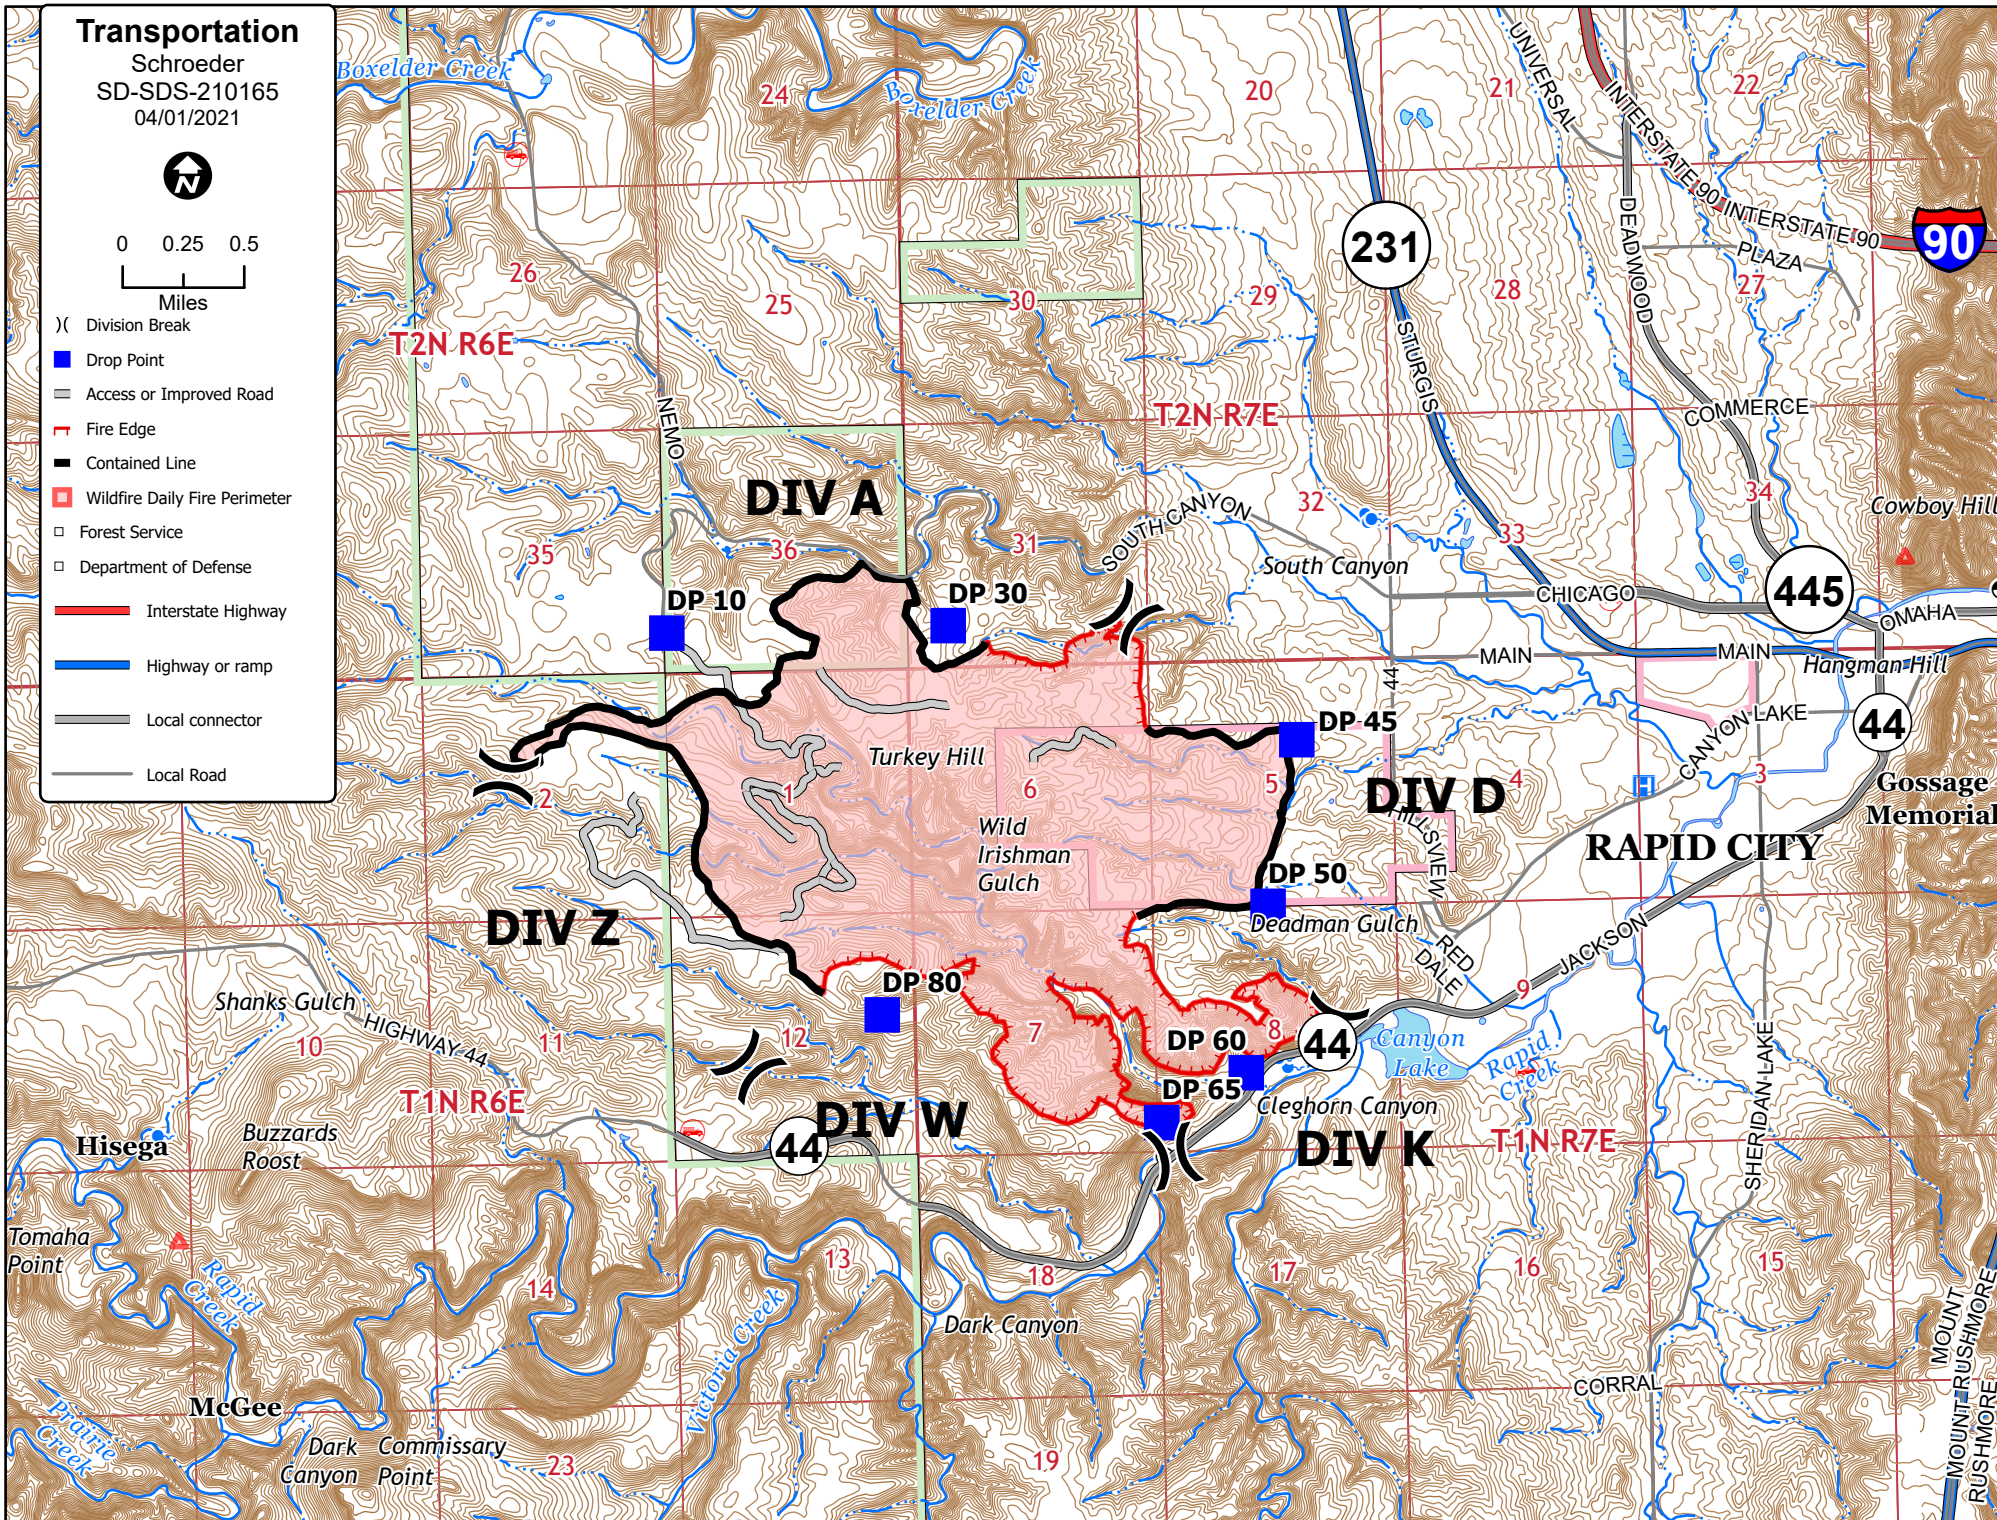 Transportation
Schroeder
SD-SDS-210165
04/01/2021
N
0 0.25 0.5
Miles
Division Break
Drop Point
Access or Improved Road
Fire Edge
Contained Line
Wildfire Daily Fire Perimeter
Forest Service
Department of Defense
Interstate Highway
Highway or ramp
Local connector
Local Road
Boxelder Creek
24
Boxelder Creek
20
21
22
UNIVERSAL
INTERSTATE 90
INTERSTATE 90
90
DEADWOOD
PLAZA
231
26
25
30
29
28
27
T2N R6E
STURGIS
NEMO
T2N R7E
COMMERCE
DIV A
35
36
31
SOUTH CANYON
32
33
34
Cowboy Hill
South Canyon
CHICAGO
445
OMAHA
DP 10
DP 30
MAIN
MAIN
Hangman Hill
44
DP 45
CANYON LAKE
44
Turkey Hill
2
1
6
5
DIV D
4
3
Gossage
Memorial
HILLSVIEW
Wild
Irishman
Gulch
RAPID CITY
DP 50
Deadman Gulch
DIV Z
RED
DALE
JACKSON
DP 80
9
Shanks Gulch
HIGHWAY 44
10
11
12
7
DP 60
8
44
Canyon
Lake
Rapid
Creek
SHERIDAN LAKE
T1N R6E
DP 65
Cleghorn Canyon
DIV W
DIV K
T1N R7E
Hisega
Buzzards
Roost
44
Tomaha
Point
Rapid
Creek
14
13
18
17
16
15
Victoria Creek
Dark Canyon
MOUNT RUSHMORE
CORRAL
McGee
Prairie
Creek
Dark
Canyon
Commissary
Point
23
19
MOUNT RUSHMORE